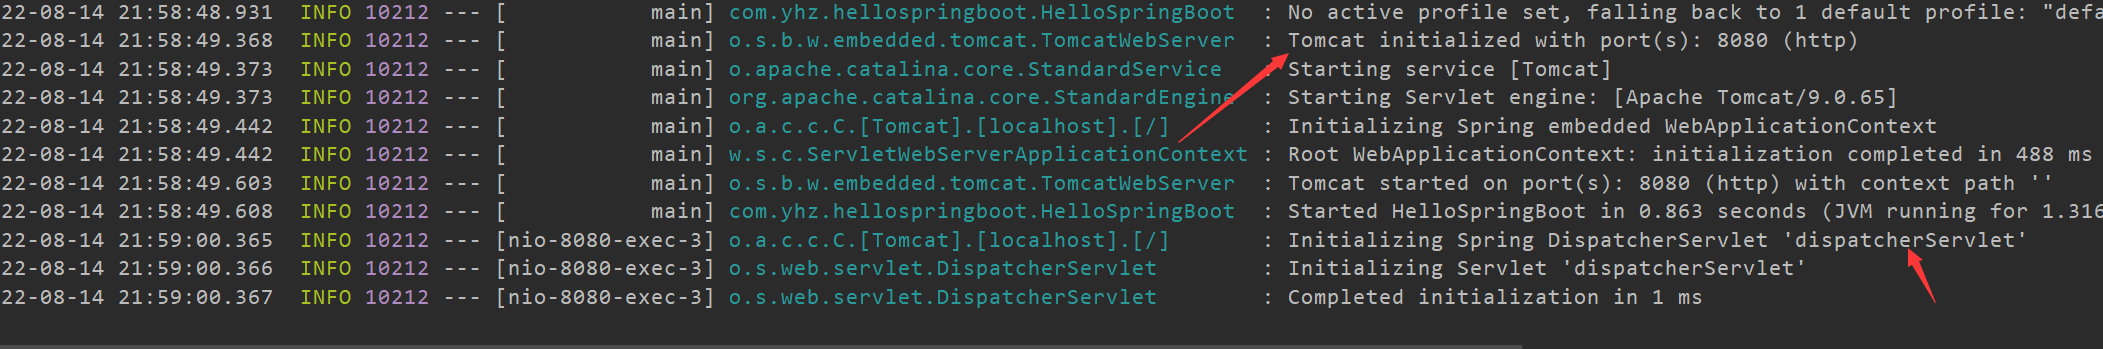 22-08-14 21:58:48.931  INFO 10212 --- [           main] com.yhz.hellospringboot.HelloSpringBoot  : No active profile set, falling back to 1 default profile: "defa
22-08-14 21:58:49.368  INFO 10212 --- [           main] o.s.b.w.embedded.tomcat.TomcatWebServer  : Tomcat initialized with port(s): 8080 (http)
22-08-14 21:58:49.373  INFO 10212 --- [           main] o.apache.catalina.core.StandardService   : Starting service [Tomcat]
22-08-14 21:58:49.373  INFO 10212 --- [           main] org.apache.catalina.core.StandardEngine  : Starting Servlet engine: [Apache Tomcat/9.0.65]
22-08-14 21:58:49.442  INFO 10212 --- [           main] o.a.c.c.C.[Tomcat].[localhost].[/]       : Initializing Spring embedded WebApplicationContext
22-08-14 21:58:49.442  INFO 10212 --- [           main] w.s.c.ServletWebServerApplicationContext : Root WebApplicationContext: initialization completed in 488 ms
22-08-14 21:58:49.603  INFO 10212 --- [           main] o.s.b.w.embedded.tomcat.TomcatWebServer  : Tomcat started on port(s): 8080 (http) with context path ''
22-08-14 21:58:49.608  INFO 10212 --- [           main] com.yhz.hellospringboot.HelloSpringBoot  : Started HelloSpringBoot in 0.863 seconds (JVM running for 1.316
22-08-14 21:59:00.365  INFO 10212 --- [nio-8080-exec-3] o.a.c.c.C.[Tomcat].[localhost].[/]       : Initializing Spring DispatcherServlet 'dispatcherServlet'
22-08-14 21:59:00.366  INFO 10212 --- [nio-8080-exec-3] o.s.web.servlet.DispatcherServlet        : Initializing Servlet 'dispatcherServlet'
22-08-14 21:59:00.367  INFO 10212 --- [nio-8080-exec-3] o.s.web.servlet.DispatcherServlet        : Completed initialization in 1 ms